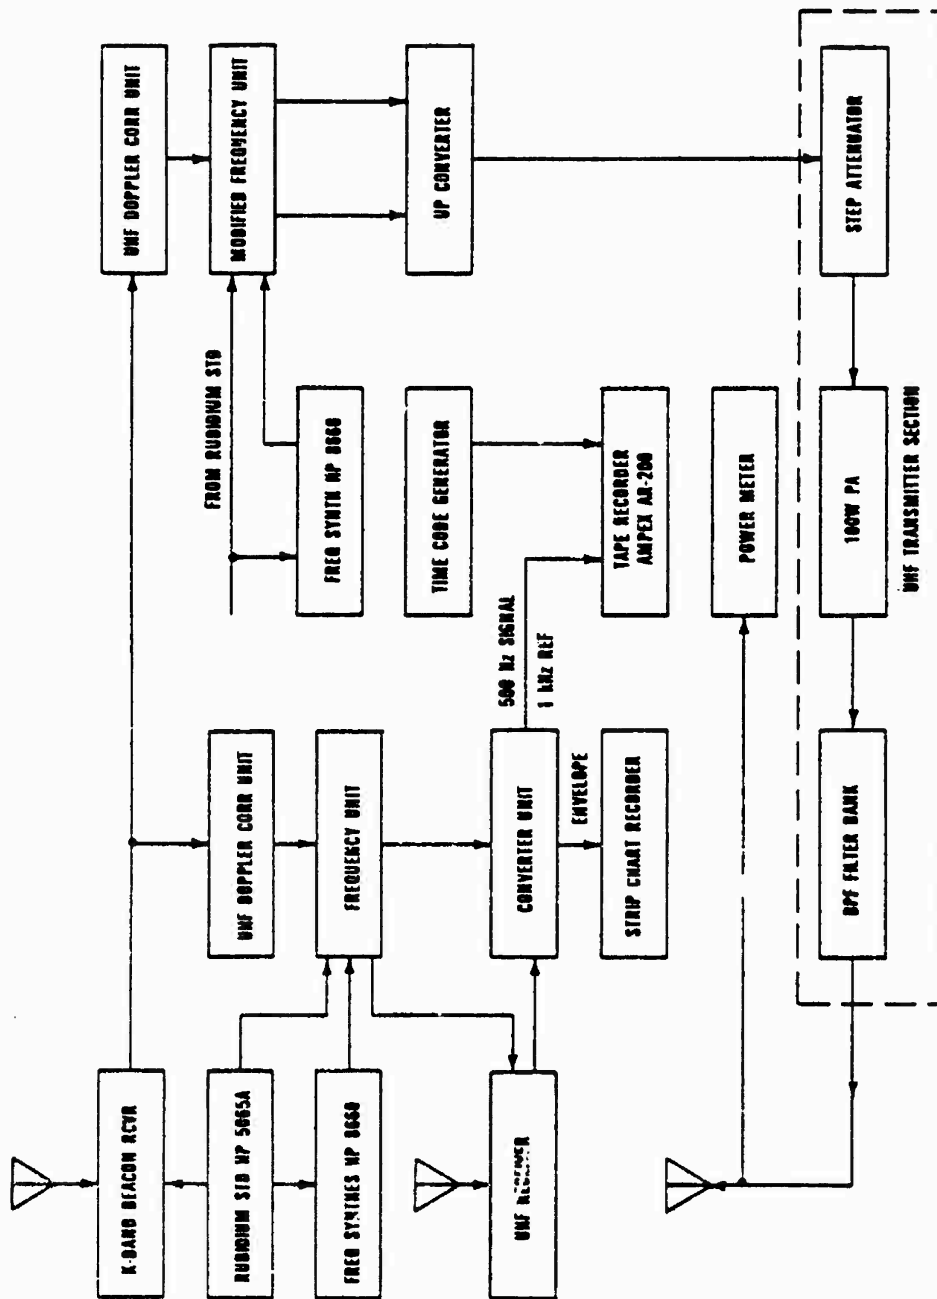 K-BAND BEACON RCVR
RUBIDIUM STD HP 5065A
FREQ SYNTHES HP 8660
UHF RECEIVER
UHF DOPPLER CORR UNIT
FREQUENCY UNIT
CONVERTER UNIT
ENVELOPE
STRIP CHART RECORDER
BPF FILTER BANK
FROM RUBIDIUM STD
FREQ SYNTH HP 8660
TIME CODE GENERATOR
500 Hz SIGNAL
1 kHz REF
TAPE RECORDER
AMPEX AR-200
POWER METER
100W PA
UHF TRANSMITTER SECTION
UHF DOPPLER CORR UNIT
MODIFIED FREQUENCY UNIT
UP CONVERTER
STEP ATTENUATOR